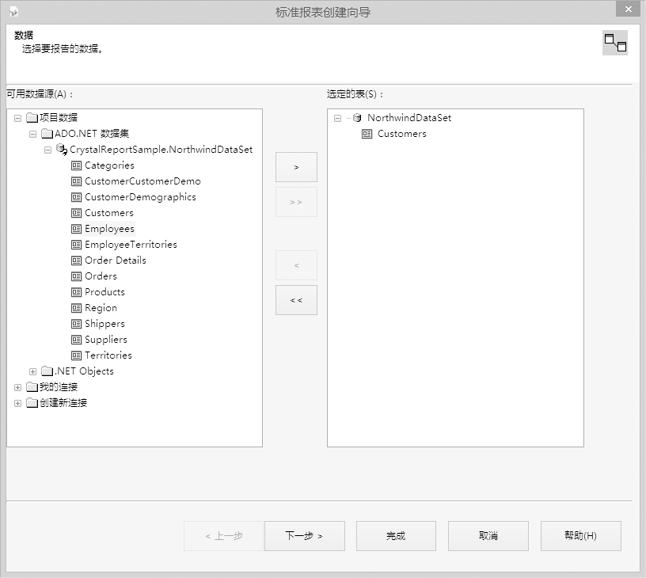 标准报表创建向导
数据
选择要报告的数据。
可用数据源(A)：
选定的表(S)：
项目数据
ADO.NET 数据集
CrystalReportSample.NorthwindDataSet
Categories
CustomerCustomerDemo
CustomerDemographics
Customers
Employees
EmployeeTerritories
Order Details
Orders
Products
Region
Shippers
Suppliers
Territories
.NET Objects
我的连接
创建新连接
>
>>
<
<<
NorthwindDataSet
Customers
< 上一步
下一步 >
完成
取消
帮助(H)